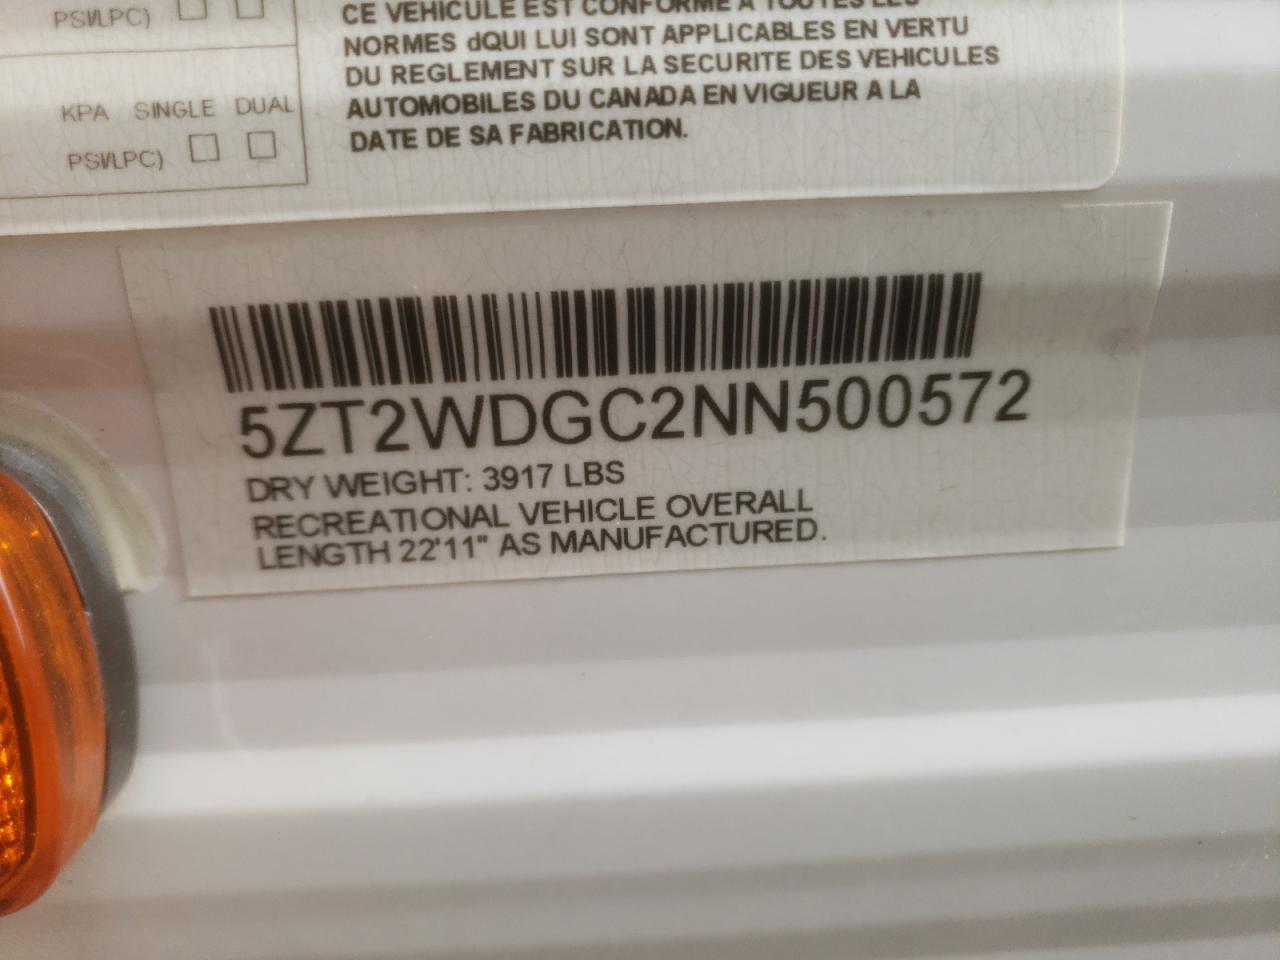 PSI/LPC)
CE VEHICULE EST CONFORME A TOUTES LES
NORMES dQUI LUI SONT APPLICABLES EN VERTU
DU REGLEMENT SUR LA SECURITE DES VEHICULES
AUTOMOBILES DU CANADA EN VIGUEUR A LA
DATE DE SA FABRICATION.
KPA SINGLE DUAL
PSI/LPC)
5ZT2WDGC2NN500572
DRY WEIGHT: 3917 LBS
RECREATIONAL VEHICLE OVERALL
LENGTH 22'11" AS MANUFACTURED.